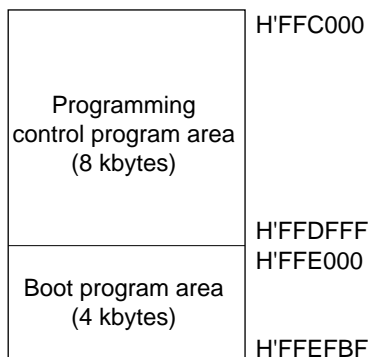 H'FFC000
Programming
control program area
(8 kbytes)
H'FFDFFF
H'FFE000
Boot program area
(4 kbytes)
H'FFEFBF